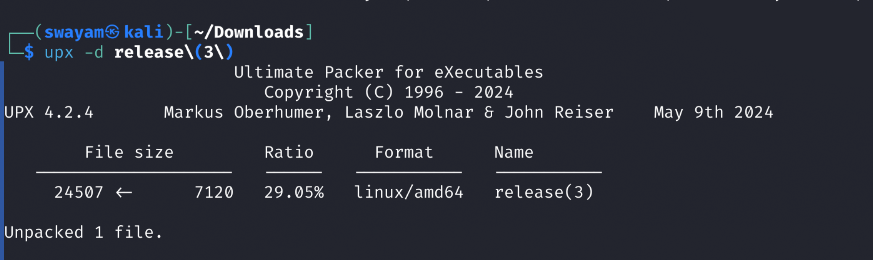 ┌──(swayam㉿kali)-[~/Downloads]
└─$ upx -d release\(3\)
Ultimate Packer for eXecutables
Copyright (C) 1996 - 2024
UPX 4.2.4 Markus Oberhumer, Laszlo Molnar & John Reiser May 9th 2024
File size Ratio Format Name
24507 <- 7120 29.05% linux/amd64 release(3)
Unpacked 1 file.